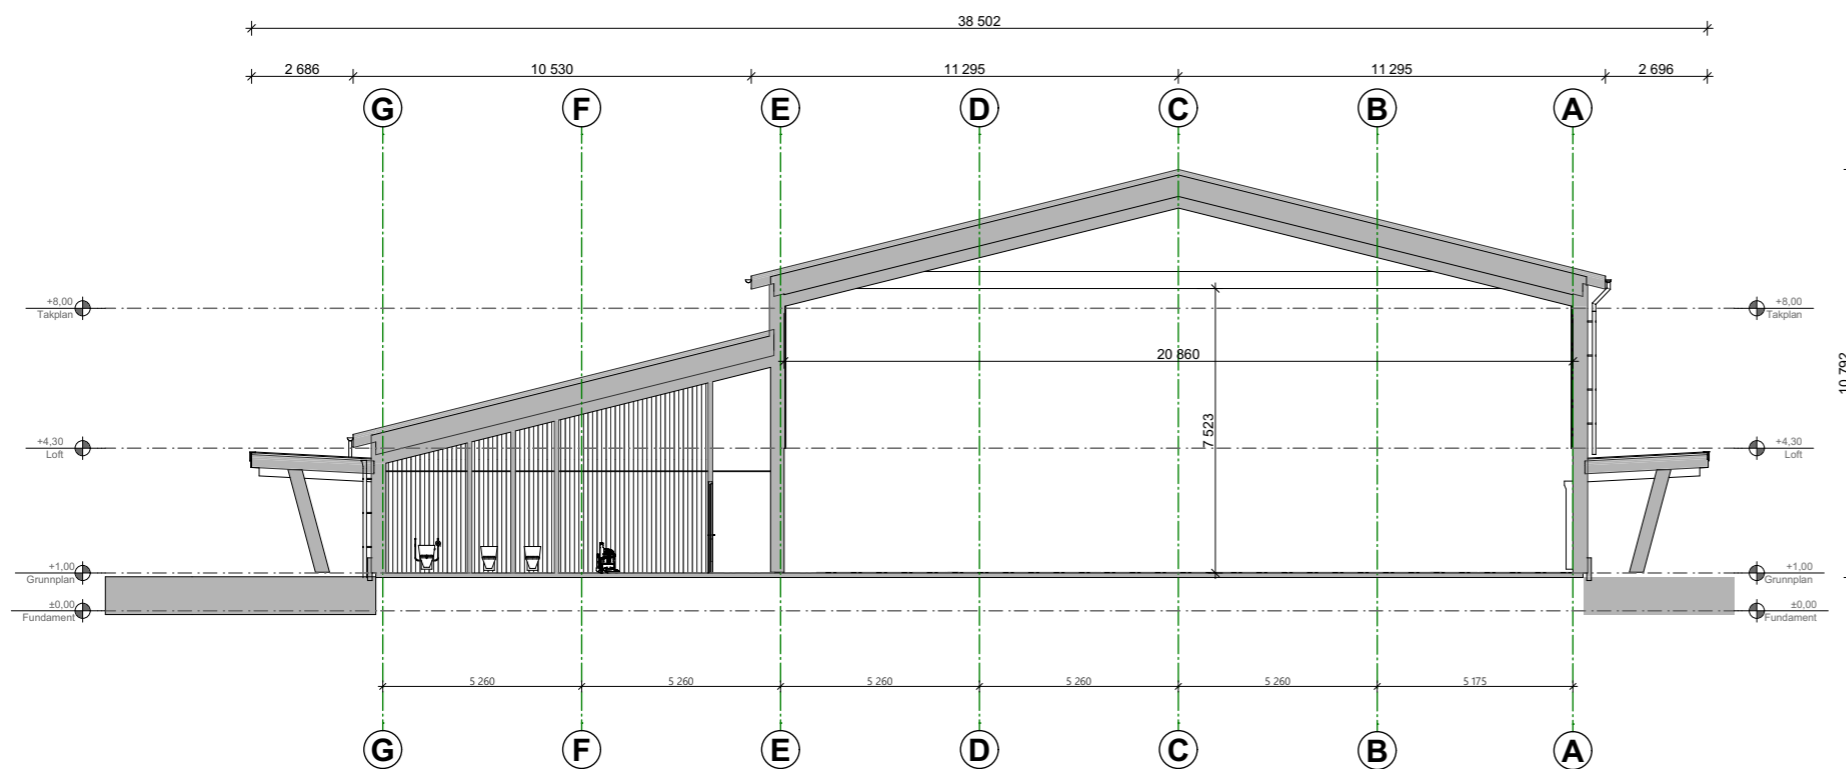 38 502
2 686 10 530 11 295 11 295 2 696
G F E D C B A
+8,00 +8,00
Takplan Takplan
20 860
10 792
7 523
+4,30 +4,30
Loft Loft
+1,00 +1,00
Grunnplan Grunnplan
±0,00 ±0,00
Fundament Fundament
5 260 5 260 5 260 5 260 5 260 5 175
G F E D C B A